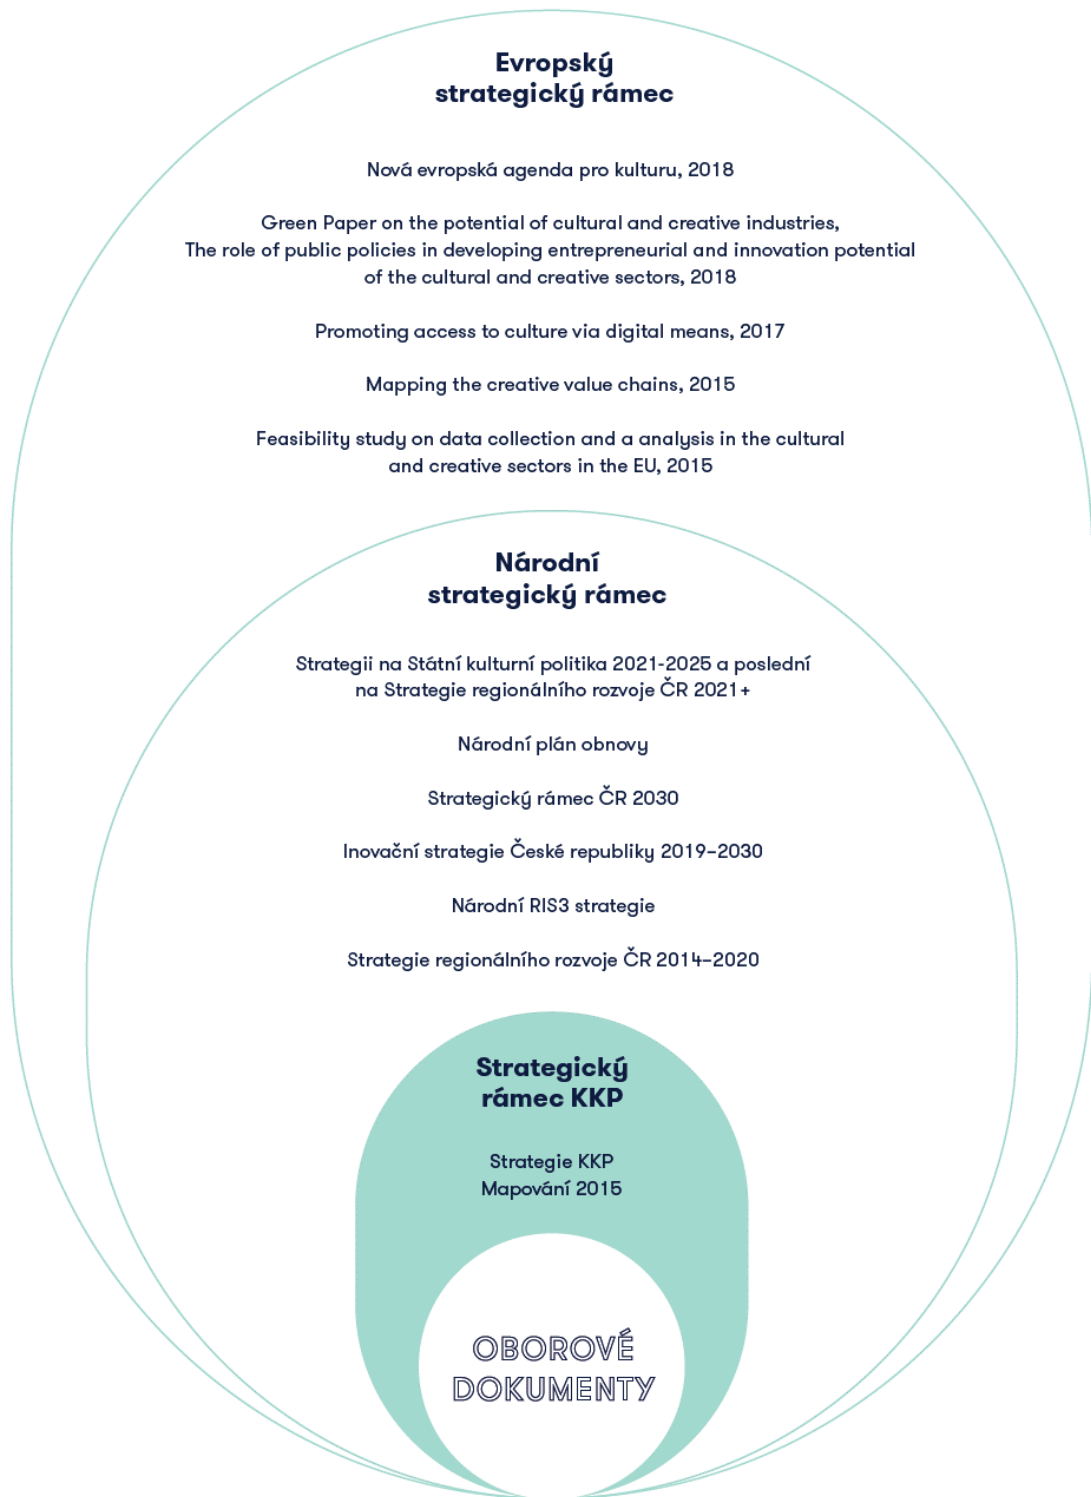 Evropský
strategický rámec
Nová evropská agenda pro kulturu, 2018
Green Paper on the potential of cultural and creative industries,
The role of public policies in developing entrepreneurial and innovation potential
of the cultural and creative sectors, 2018
Promoting access to culture via digital means, 2017
Mapping the creative value chains, 2015
Feasibility study on data collection and a analysis in the cultural
and creative sectors in the EU, 2015
Národní
strategický rámec
Strategii na Státní kulturní politika 2021-2025 a poslední
na Strategie regionálního rozvoje ČR 2021+
Národní plán obnovy
Strategický rámec ČR 2030
Inovační strategie České republiky 2019–2030
Národní RIS3 strategie
Strategie regionálního rozvoje ČR 2014–2020
Strategický
rámec KKP
Strategie KKP
Mapování 2015
OBOROVÉ
DOKUMENTY